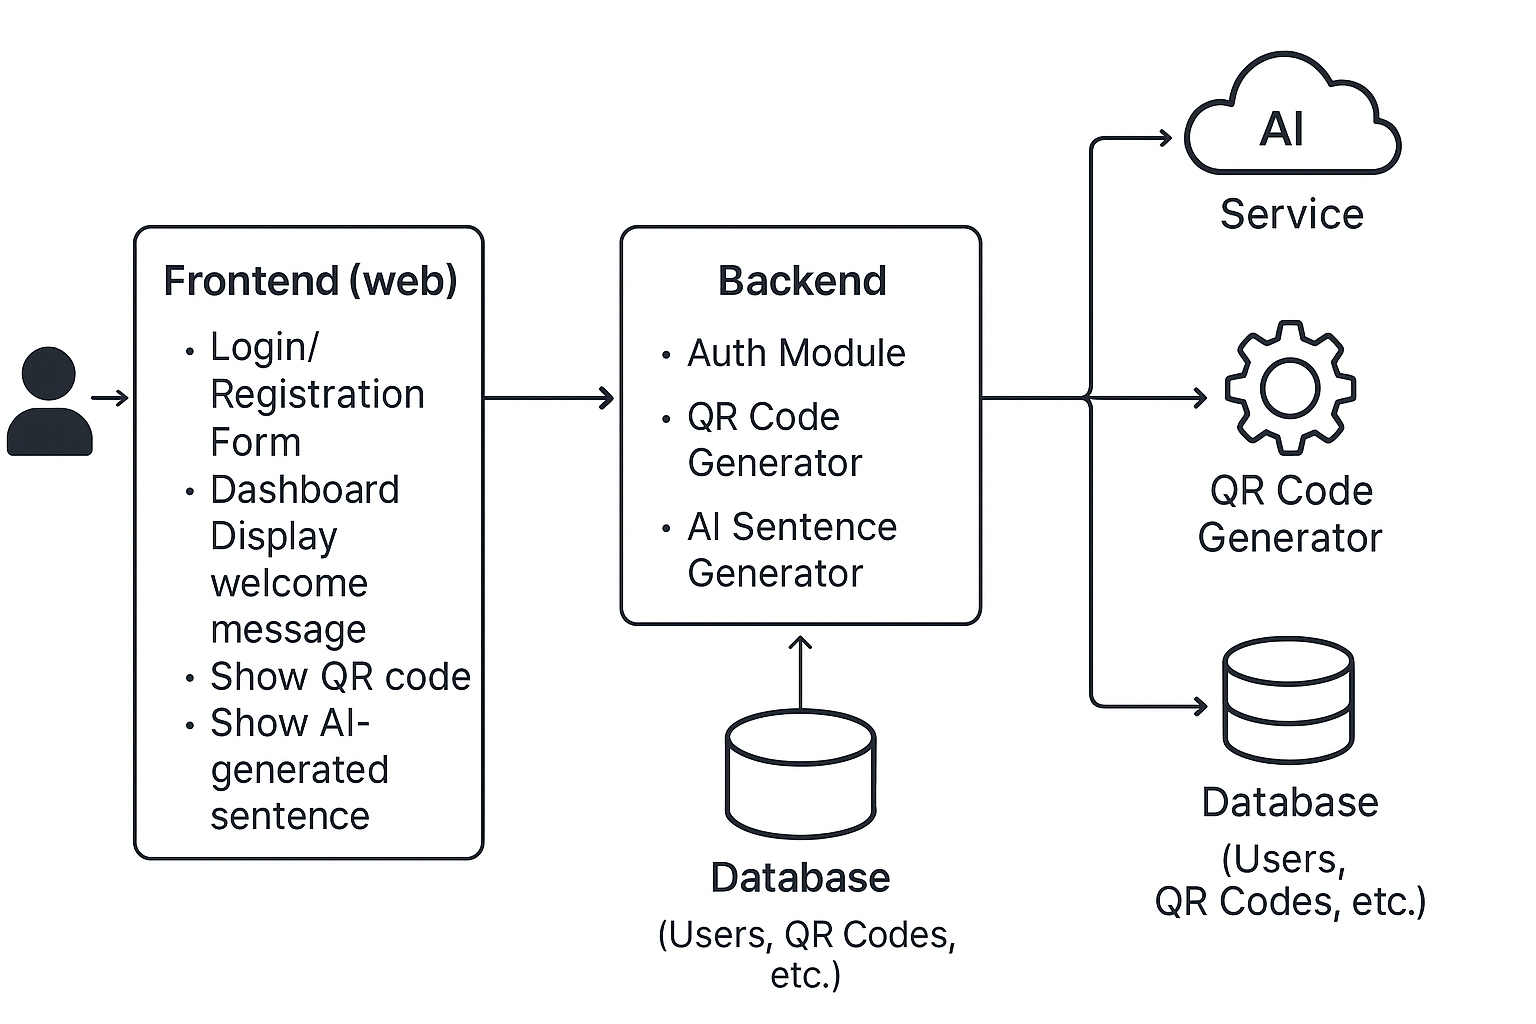 Frontend (web)
• Login/
Registration
Form
• Dashboard
Display
welcome
message
• Show QR code
• Show AI-
generated
sentence
Backend
• Auth Module
• QR Code
Generator
• AI Sentence
Generator
Database
(Users, QR Codes,
etc.)
AI
Service
QR Code
Generator
Database
(Users,
QR Codes, etc.)